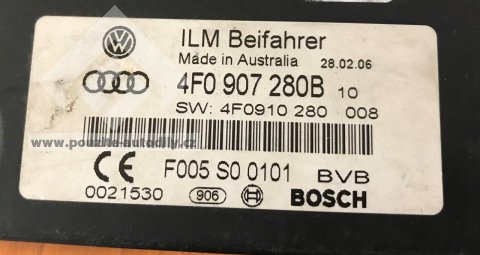 ILM Beifahrer
Made in Australia 28.02.06
4F0 907 280B 10
SW: 4F0910 280 008
www.pouzite-autodily.cz
F005 S0 0101 BVB
0021530 906 BOSCH